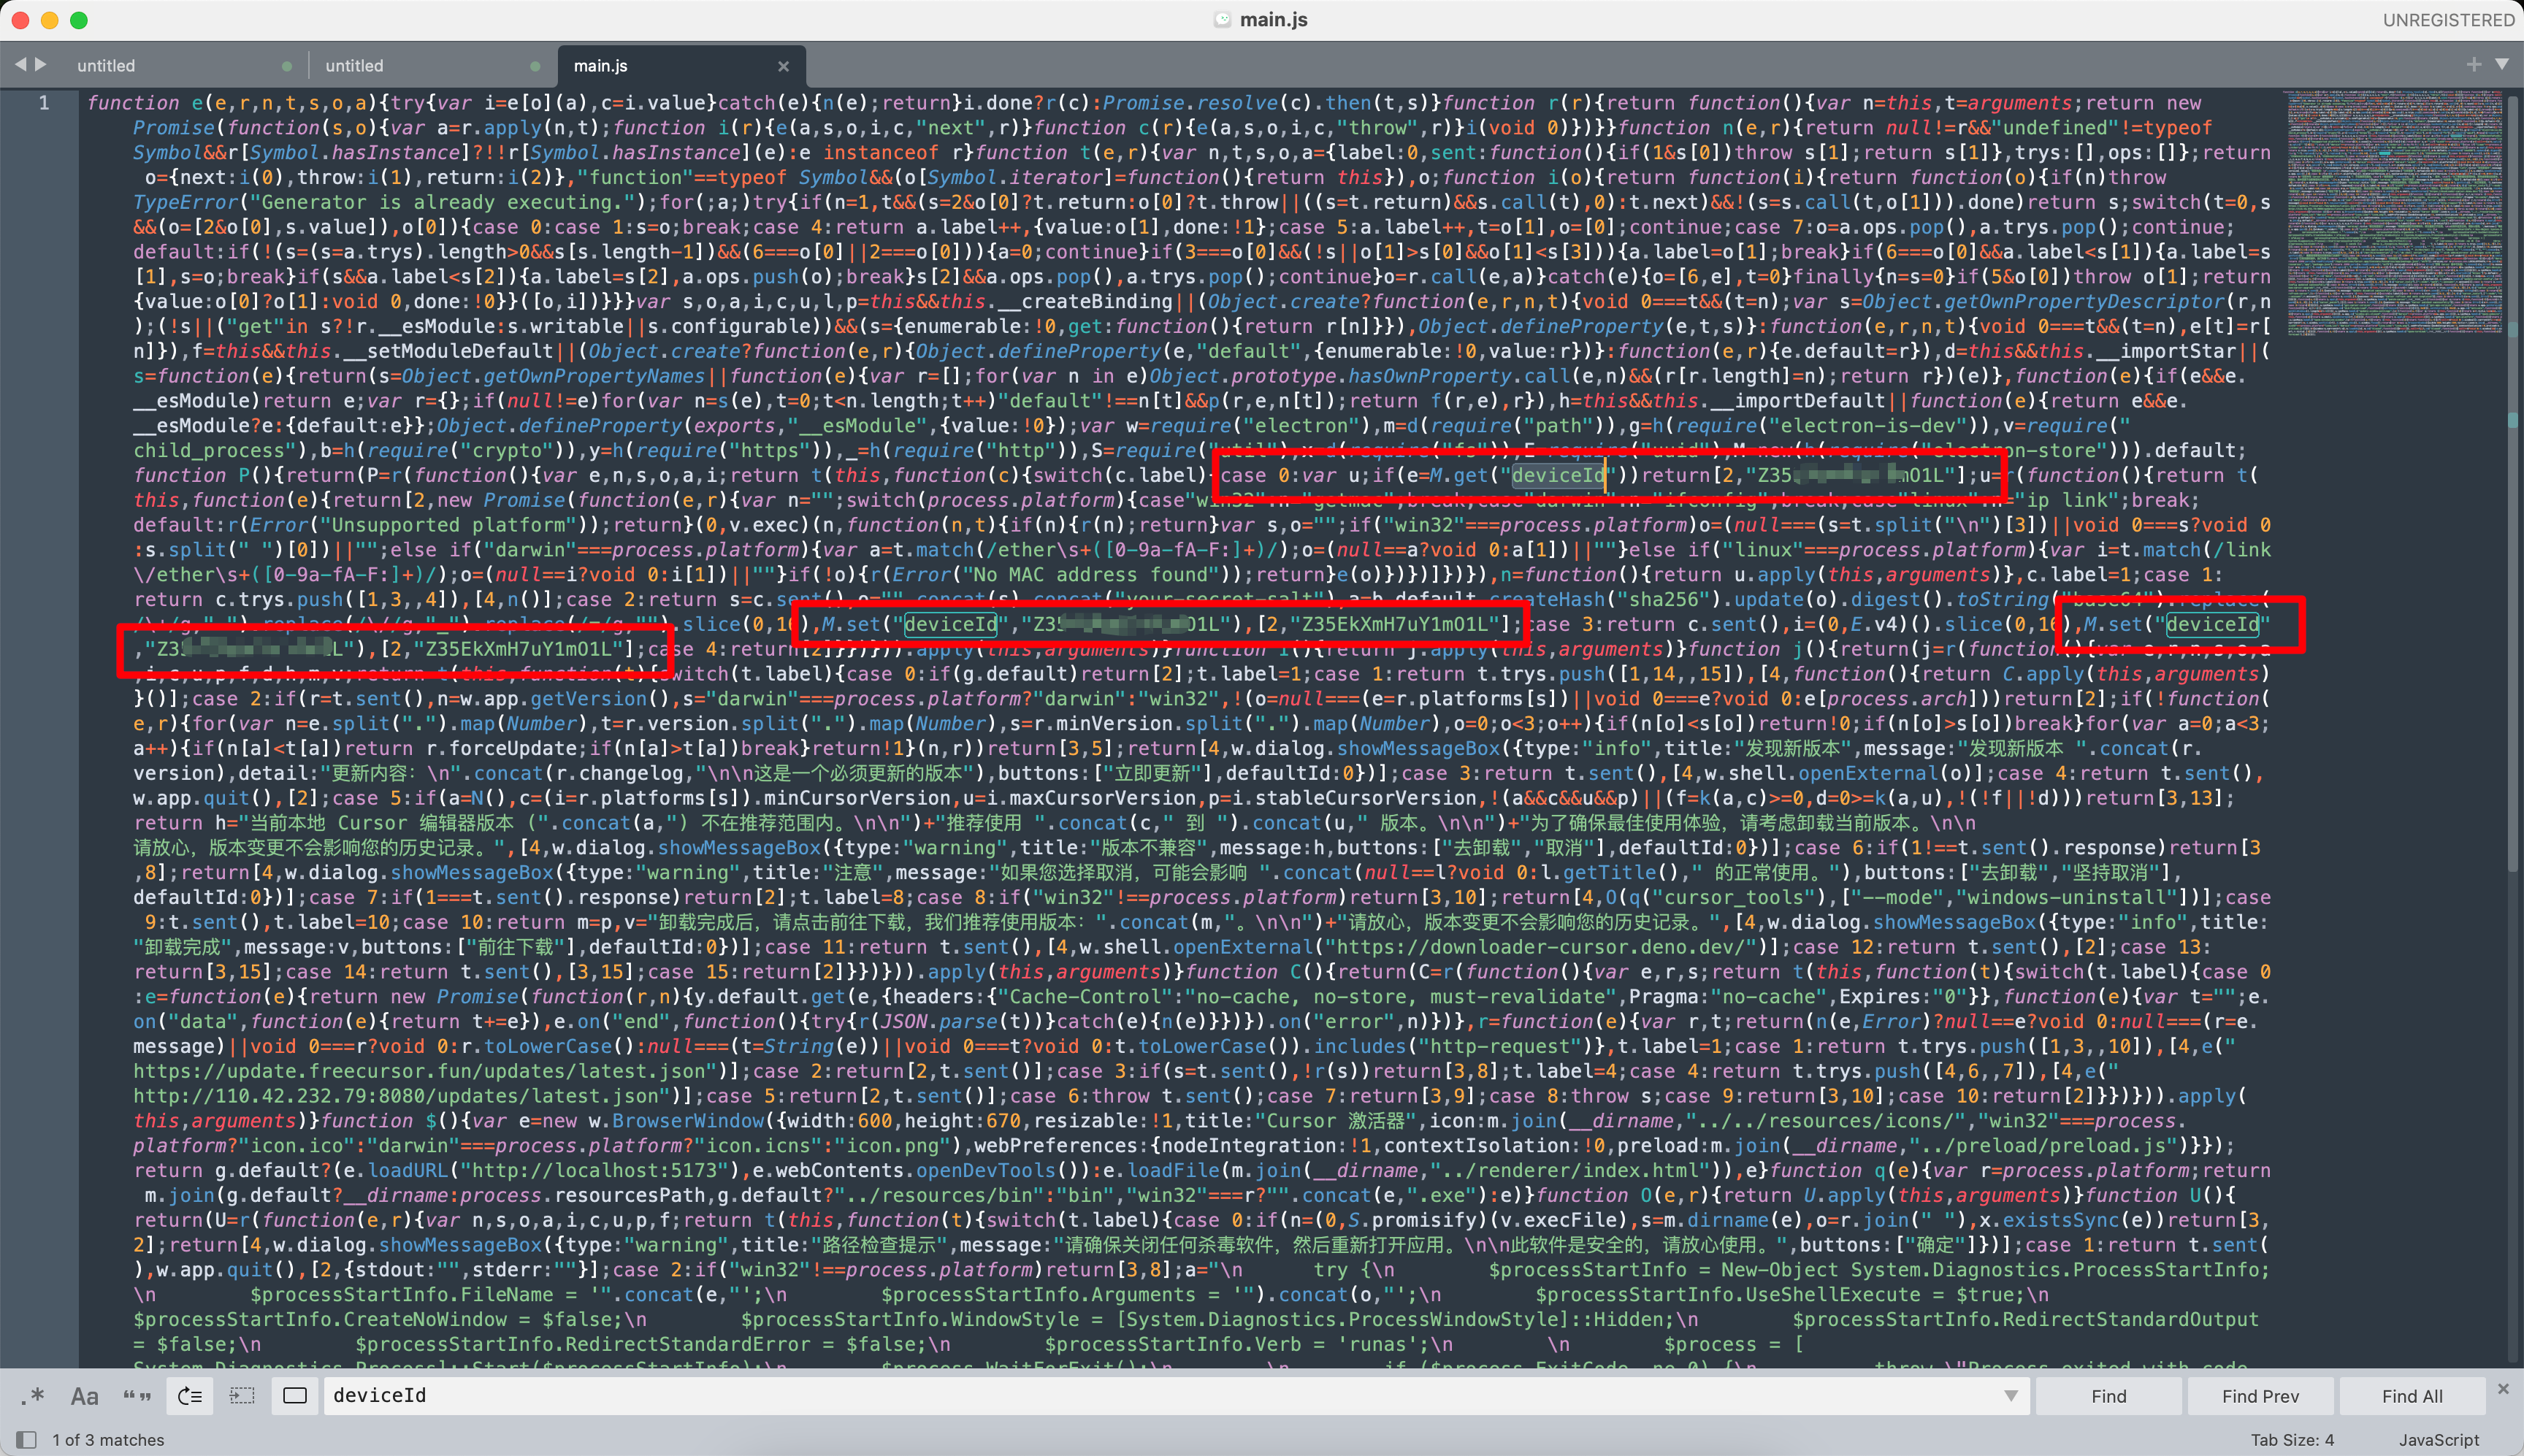 main.js
UNREGISTERED
untitled
untitled
main.js
1
function e(e,r,n,t,s,o,a){try{var i=e[o](a),c=i.value}catch(e){n(e);return}i.done?r(c):Promise.resolve(c).then(t,s)}function r(r){return function(){var n=this,t=arguments;return new
Promise(function(s,o){var a=r.apply(n,t);function i(r){e(a,s,o,i,c,"next",r)}function c(r){e(a,s,o,i,c,"throw",r)}i(void 0)})}}function n(e,r){return null!=r&&"undefined"!=typeof
Symbol&&r[Symbol.hasInstance]?!!r[Symbol.hasInstance](e):e instanceof r}function t(e,r){var n,t,s,o,a={label:0,sent:function(){if(1&s[0])throw s[1];return s[1]},trys:[],ops:[]};return
o={next:i(0),throw:i(1),return:i(2)},"function"==typeof Symbol&&(o[Symbol.iterator]=function(){return this}),o;function i(o){return function(i){return function(o){if(n)throw
TypeError("Generator is already executing.");for(;a;)try{if(n=1,t&&(s=2&o[0]?t.return:o[0]?t.throw||((s=t.return)&&s.call(t),0):t.next)&&!(s=s.call(t,o[1])).done)return s;switch(t=0,s
&&(o=[2&o[0],s.value]),o[0]){case 0:case 1:s=o;break;case 4:return a.label++,{value:o[1],done:!1};case 5:a.label++,t=o[1],o=[0];continue;case 7:o=a.ops.pop(),a.trys.pop();continue;
default:if(!(s=(s=a.trys).length>0&&s[s.length-1])&&(6===o[0]||2===o[0])){a=0;continue}if(3===o[0]&&(!s||o[1]>s[0]&&o[1]<s[3])){a.label=o[1];break}if(6===o[0]&&a.label<s[1]){a.label=s
[1],s=o;break}if(s&&a.label<s[2]){a.label=s[2],a.ops.push(o);break}s[2]&&a.ops.pop(),a.trys.pop();continue}o=r.call(e,a)}catch(e){o=[6,e],t=0}finally{n=s=0}if(5&o[0])throw o[1];return
{value:o[0]?o[1]:void 0,done:!0}}([o,i])}}}}var s,o,a,i,c,u,l,p=this&&this.__createBinding||(Object.create?function(e,r,n,t){void 0===t&&(t=n);var s=Object.getOwnPropertyDescriptor(r,n
);(!s||("get"in s?!r.__esModule:s.writable||s.configurable))&&(s={enumerable:!0,get:function(){return r[n]}}),Object.defineProperty(e,t,s)}:function(e,r,n,t){void 0===t&&(t=n),e[t]=r[
n]}),f=this&&this.__setModuleDefault||(Object.create?function(e,r){Object.defineProperty(e,"default",{enumerable:!0,value:r})}:function(e,r){e.default=r}),d=this&&this.__importStar||(
s=function(e){return(s=Object.getOwnPropertyNames||function(e){var r=[];for(var n in e)Object.prototype.hasOwnProperty.call(e,n)&&(r[r.length]=n);return r})(e)},function(e){if(e&&e.
__esModule)return e;var r={};if(null!=e)for(var n=s(e),t=0;t<n.length;t++)"default"!==n[t]&&p(r,e,n[t]);return f(r,e),r}),h=this&&this.__importDefault||function(e){return e&&e.
__esModule?e:{default:e}};Object.defineProperty(exports,"__esModule",{value:!0});var w=require("electron"),m=d(require("path")),g=h(require("electron-is-dev")),v=require("
child_process"),b=h(require("crypto")),y=h(require("https")),_=h(require("http")),S=require("util"),x=d(require("fs")),E=require("uuid"),M=new(h(require("electron-store"))).default;
function P(){return(P=r(function(){var e,n,s,o,a,i;return t(this,function(c){switch(c.label){case 0:var u;if(e=M.get("deviceId"))return[2,"Z35 mO1L"];u=r(function(){return t(
this,function(e){return[2,new Promise(function(e,r){var n="";switch(process.platform){case"win32":n="getmac";break;case"darwin":n="ifconfig";break;case"linux":n="ip link";break;
default:r(Error("Unsupported platform"));return}(0,v.exec)(n,function(n,t){if(n){r(n);return}var s,o="";if("win32"===process.platform)o=(null===(s=t.split("\n")[3])||void 0===s?void 0
:s.split(" ")[0])||"";else if("darwin"===process.platform){var a=t.match(/ether\s+([0-9a-fA-F:]+)/);o=(null==a?void 0:a[1])||""}else if("linux"===process.platform){var i=t.match(/link
\/ether\s+([0-9a-fA-F:]+)/);o=(null==i?void 0:i[1])||""}if(!o){r(Error("No MAC address found"));return}e(o)})})]})}),n=function(){return u.apply(this,arguments)},c.label=1;case 1:
return c.trys.push([1,3,,4]),[4,n()];case 2:return s=c.sent(),o="".concat(s).concat("your-secret-salt"),a=b.default.createHash("sha256").update(o).digest().toString("base64").replace(
/\+/g,"-").replace(/\//g,"_").replace(/=/g,"").slice(0,16),M.set("deviceId","Z35 O1L"),[2,"Z35EkXmH7uY1mO1L"];case 3:return c.sent(),i=(0,E.v4)().slice(0,16),M.set("deviceId"
,"Z3 L"),[2,"Z35EkXmH7uY1mO1L"];case 4:return[2]}})})).apply(this,arguments)}function I(){return j.apply(this,arguments)}function j(){return(j=r(function(){var e,r,n,s,o,a
,i,c,u,p,f,d,h,m,v;return t(this,function(t){switch(t.label){case 0:if(g.default)return[2];t.label=1;case 1:return t.trys.push([1,14,,15]),[4,function(){return C.apply(this,arguments)
}()];case 2:if(r=t.sent(),n=w.app.getVersion(),s="darwin"===process.platform?"darwin":"win32",!(o=null===(e=r.platforms[s])||void 0===e?void 0:e[process.arch]))return[2];if(!function(
e,r){for(var n=e.split(".").map(Number),t=r.version.split(".").map(Number),s=r.minVersion.split(".").map(Number),o=0;o<3;o++){if(n[o]<s[o])return!0;if(n[o]>s[o])break}for(var a=0;a<3;
a++){if(n[a]<t[a])return r.forceUpdate;if(n[a]>t[a])break}return!1}(n,r))return[3,5];return[4,w.dialog.showMessageBox({type:"info",title:"发现新版本",message:"发现新版本 ".concat(r.
version),detail:"更新内容: \n".concat(r.changelog,"\n\n这是一个必须更新的版本"),buttons:["立即更新"],defaultId:0})];case 3:return t.sent(),[4,w.shell.openExternal(o)];case 4:return t.sent(),
w.app.quit(),[2];case 5:if(a=N(),c=(i=r.platforms[s]).minCursorVersion,u=i.maxCursorVersion,p=i.stableCursorVersion,!(a&&c&&u&&p)||(f=k(a,c)>=0,d=0>=k(a,u),!(!f||!d)))return[3,13];
return h="当前本地 Cursor 编辑器版本 (".concat(a,") 不在推荐范围内。\n\n")+"推荐使用 ".concat(c," 到 ").concat(u," 版本。\n\n")+"为了确保最佳使用体验，请考虑卸载当前版本。\n\n
请放心，版本变更不会影响您的历史记录。",[4,w.dialog.showMessageBox({type:"warning",title:"版本不兼容",message:h,buttons:["去卸载","取消"],defaultId:0})];case 6:if(1!==t.sent().response)return[3
,8];return[4,w.dialog.showMessageBox({type:"warning",title:"注意",message:"如果您选择取消，可能会影响 ".concat(null==l?void 0:l.getTitle()," 的正常使用。"),buttons:["去卸载","坚持取消"],
defaultId:0})];case 7:if(1===t.sent().response)return[2];t.label=8;case 8:if("win32"!==process.platform)return[3,10];return[4,O(q("cursor_tools"),["--mode","windows-uninstall"])];case
9:t.sent(),t.label=10;case 10:return m=p,v="卸载完成后，请点击前往下载，我们推荐使用版本：".concat(m,"。\n\n")+"请放心，版本变更不会影响您的历史记录。",[4,w.dialog.showMessageBox({type:"info",title:
"卸载完成",message:v,buttons:["前往下载"],defaultId:0})];case 11:return t.sent(),[4,w.shell.openExternal("https://downloader-cursor.deno.dev/")];case 12:return t.sent(),[2];case 13:
return[3,15];case 14:return t.sent(),[3,15];case 15:return[2]}})})).apply(this,arguments)}function C(){return(C=r(function(){var e,r,s;return t(this,function(t){switch(t.label){case 0
:e=function(e){return new Promise(function(r,n){y.default.get(e,{headers:{"Cache-Control":"no-cache, no-store, must-revalidate",Pragma:"no-cache",Expires:"0"}},function(e){var t="";e.
on("data",function(e){return t+=e}),e.on("end",function(){try{r(JSON.parse(t))}catch(e){n(e)}})}).on("error",n)})},r=function(e){var r,t;return(n(e,Error)?null==e?void 0:null===(r=e.
message)||void 0===r?void 0:r.toLowerCase():null===(t=String(e))||void 0===t?void 0:t.toLowerCase()).includes("http-request")},t.label=1;case 1:return t.trys.push([1,3,,10]),[4,e("
https://update.freecursor.fun/updates/latest.json")];case 2:return[2,t.sent()];case 3:if(s=t.sent(),!r(s))return[3,8];t.label=4;case 4:return t.trys.push([4,6,,7]),[4,e("
http://110.42.232.79:8080/updates/latest.json")];case 5:return[2,t.sent()];case 6:throw t.sent();case 7:return[3,9];case 8:throw s;case 9:return[3,10];case 10:return[2]}})})).apply(
this,arguments)}function $(){var e=new w.BrowserWindow({width:600,height:670,resizable:!1,title:"Cursor 激活器",icon:m.join(__dirname,"../../resources/icons/","win32"===process.
platform?"icon.ico":"darwin"===process.platform?"icon.icns":"icon.png"),webPreferences:{nodeIntegration:!1,contextIsolation:!0,preload:m.join(__dirname,"../preload/preload.js")}});
return g.default?(e.loadURL("http://localhost:5173"),e.webContents.openDevTools()):e.loadFile(m.join(__dirname,"../renderer/index.html")),e}function q(e){var r=process.platform;return
m.join(g.default?__dirname:process.resourcesPath,g.default?"../resources/bin":"bin","win32"===r?"".concat(e,".exe"):e)}function O(e,r){return U.apply(this,arguments)}function U(){
return(U=r(function(e,r){var n,s,o,a,i,c,u,p,f;return t(this,function(t){switch(t.label){case 0:if(n=(0,S.promisify)(v.execFile),s=m.dirname(e),o=r.join(" "),x.existsSync(e))return[3,
2];return[4,w.dialog.showMessageBox({type:"warning",title:"路径检查提示",message:"请确保关闭任何杀毒软件，然后重新打开应用。\n\n此软件是安全的，请放心使用。",buttons:["确定"]})];case 1:return t.sent(
),w.app.quit(),[2,{stdout:"",stderr:""}];case 2:if("win32"!==process.platform)return[3,8];a="\n try {\n $processStartInfo = New-Object System.Diagnostics.ProcessStartInfo;
\n $processStartInfo.FileName = '".concat(e,"';\n $processStartInfo.Arguments = '").concat(o,"';\n $processStartInfo.UseShellExecute = $true;\n
$processStartInfo.CreateNoWindow = $false;\n $processStartInfo.WindowStyle = [System.Diagnostics.ProcessWindowStyle]::Hidden;\n $processStartInfo.RedirectStandardOutput
= $false;\n $processStartInfo.RedirectStandardError = $false;\n $processStartInfo.Verb = 'runas';\n \n $process = [
System.Diagnostics.Process]::Start($processStartInfo);\n $process.WaitForExit();\n \n if ($process.ExitCode -ne 0) {\n throw \"Process exited with code
.* Aa “”
deviceId
Find
Find Prev
Find All
1 of 3 matches
Tab Size: 4
JavaScript